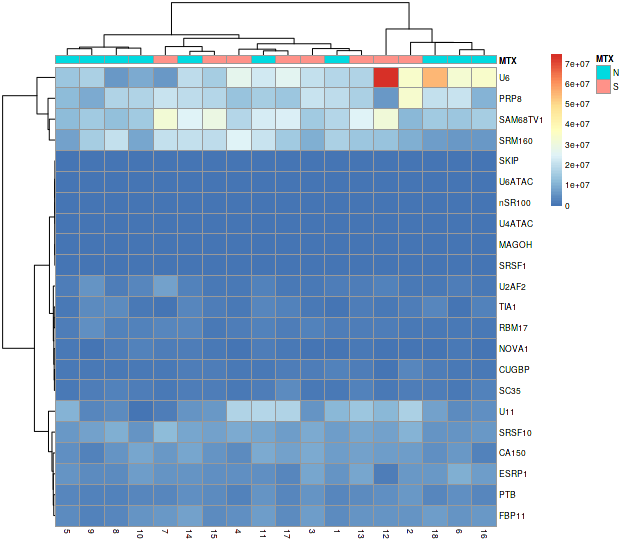 MTX
U6
PRP8
SAM68TV1
SRM160
SKIP
U6ATAC
nSR100
U4ATAC
MAGOH
SRSF1
U2AF2
TIA1
RBM17
NOVA1
CUGBP
SC35
U11
SRSF10
CA150
ESRP1
PTB
FBP11
5 9 8 10 7 14 15 4 11 17 3 1 13 12 2 18 6 16
7e+07
6e+07
5e+07
4e+07
3e+07
2e+07
1e+07
0
MTX
N
S